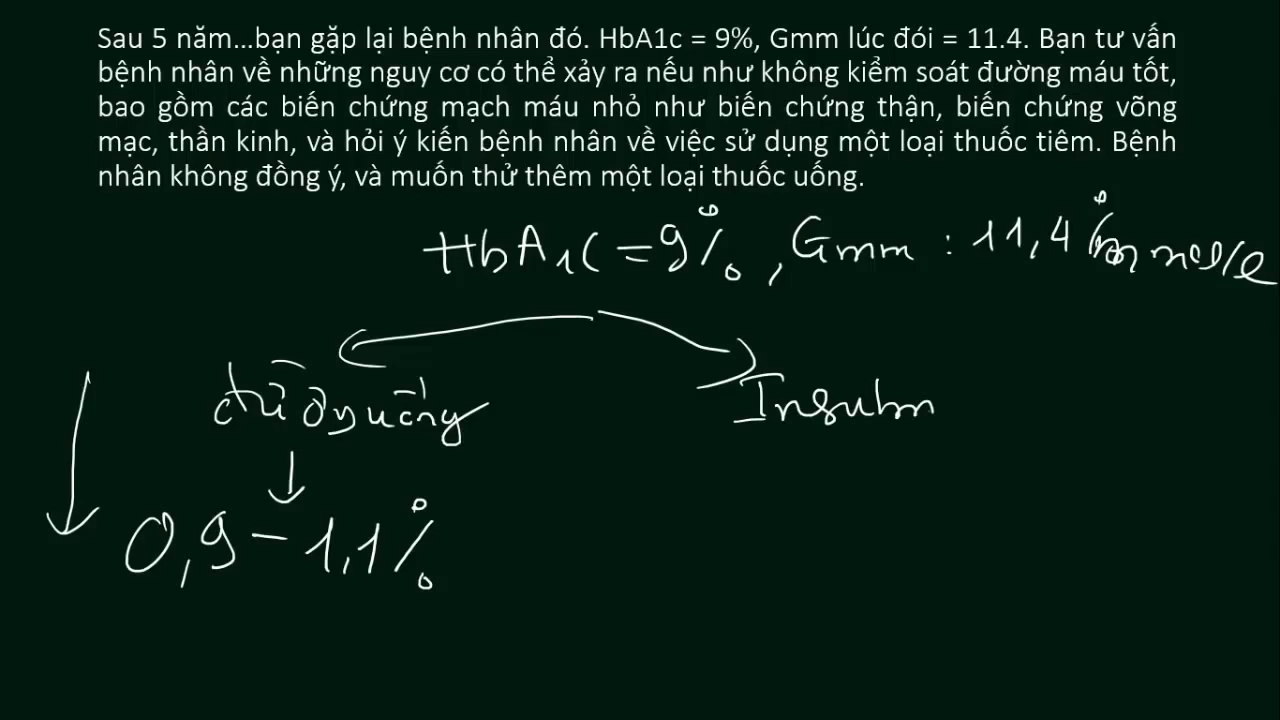 Sau 5 năm...bạn gặp lại bệnh nhân đó. HbA1c = 9%, Gmm lúc đói = 11.4. Bạn tư vấn
bệnh nhân về những nguy cơ có thể xảy ra nếu như không kiểm soát đường máu tốt,
bao gồm các biến chứng mạch máu nhỏ như biến chứng thận, biến chứng võng
mạc, thần kinh, và hỏi ý kiến bệnh nhân về việc sử dụng một loại thuốc tiêm. Bệnh
nhân không đồng ý, và muốn thử thêm một loại thuốc uống.
HbA1C = 9%, Gmm : 11,4 mmol/l
uống Insulin
0,9 - 1,1%